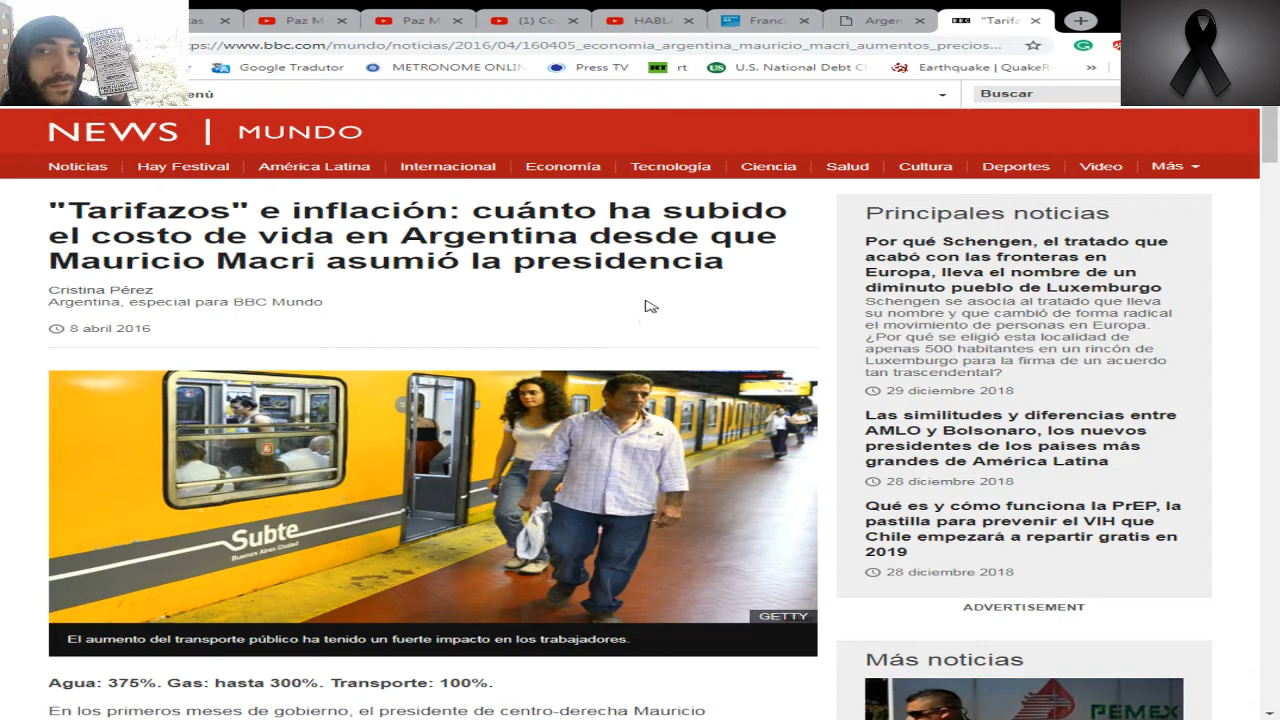 Paz M
Paz M
(1) Co
HABLA
Franci
Argen
BBC
"Tarifa
ps://www.bbc.com/mundo/noticias/2016/04/160405_economia_argentina_mauricio_macri_aumentos_precios...
Google Tradutor
METRONOME ONLIN
Press TV
RT
rt
US
U.S. National Debt Cl
Earthquake | QuakeR
»
enú
Buscar
NEWS | MUNDO
Noticias
Hay Festival
América Latina
Internacional
Economía
Tecnología
Ciencia
Salud
Cultura
Deportes
Video
Más
"Tarifazos" e inflación: cuánto ha subido
el costo de vida en Argentina desde que
Mauricio Macri asumió la presidencia
Cristina Pérez
Argentina, especial para BBC Mundo
8 abril 2016
Subte
Buenos Aires Ciudad
GETTY
El aumento del transporte público ha tenido un fuerte impacto en los trabajadores.
Agua: 375%. Gas: hasta 300%. Transporte: 100%.
En los primeros meses de gobierno, el presidente de centro-derecha Mauricio
Principales noticias
Por qué Schengen, el tratado que
acabó con las fronteras en
Europa, lleva el nombre de un
diminuto pueblo de Luxemburgo
Schengen se asocia al tratado que lleva
su nombre y que cambió de forma radical
el movimiento de personas en Europa.
¿Por qué se eligió esta localidad de
apenas 500 habitantes en un rincón de
Luxemburgo para la firma de un acuerdo
tan trascendental?
29 diciembre 2018
Las similitudes y diferencias entre
AMLO y Bolsonaro, los nuevos
presidentes de los países más
grandes de América Latina
28 diciembre 2018
Qué es y cómo funciona la PrEP, la
pastilla para prevenir el VIH que
Chile empezará a repartir gratis en
2019
28 diciembre 2018
ADVERTISEMENT
Más noticias
PEMEX